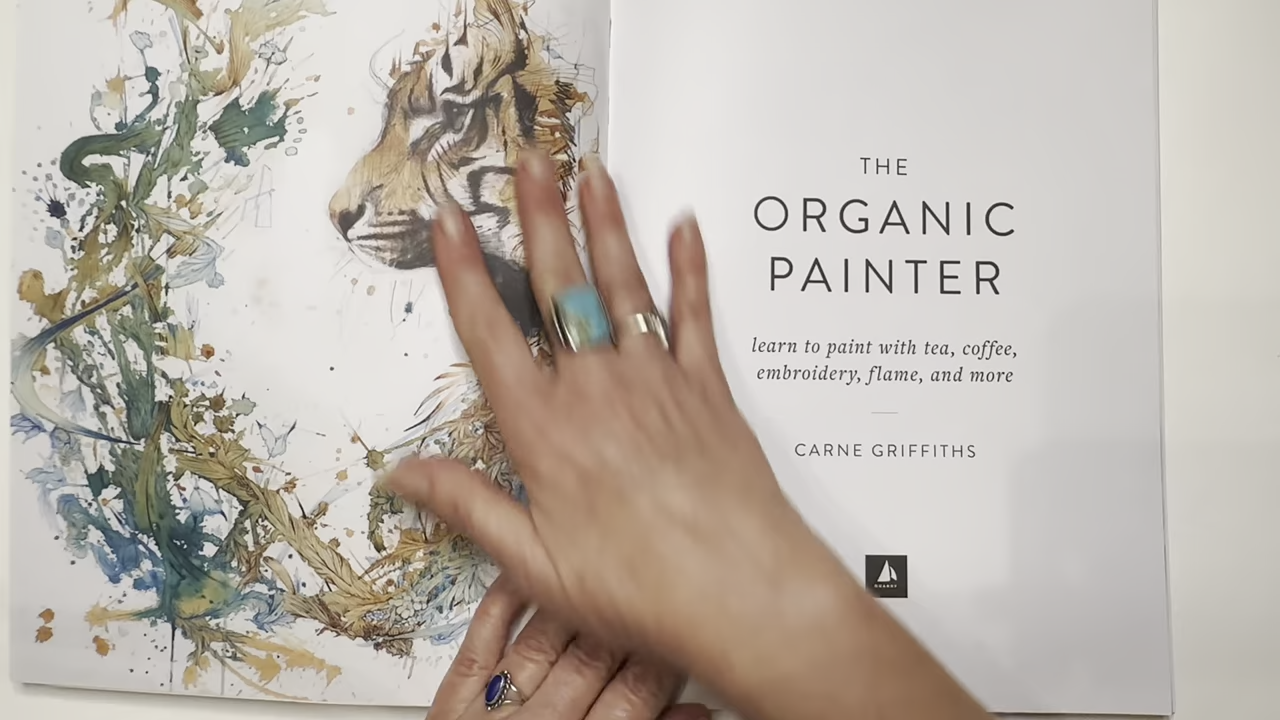 THE
ORGANIC
PAINTER
learn to paint with tea, coffee,
embroidery, flame, and more
CARNE GRIFFITHS